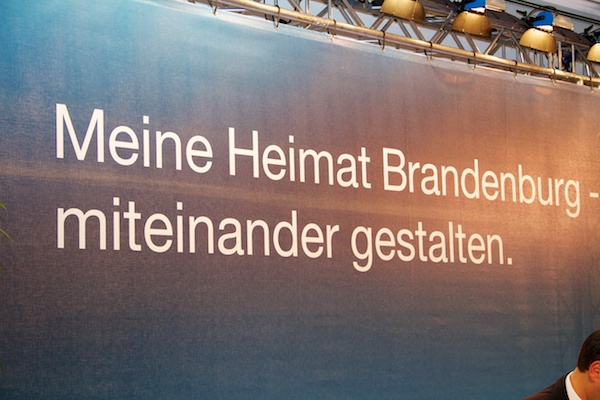 Meine Heimat Brandenburg -
miteinander gestalten.